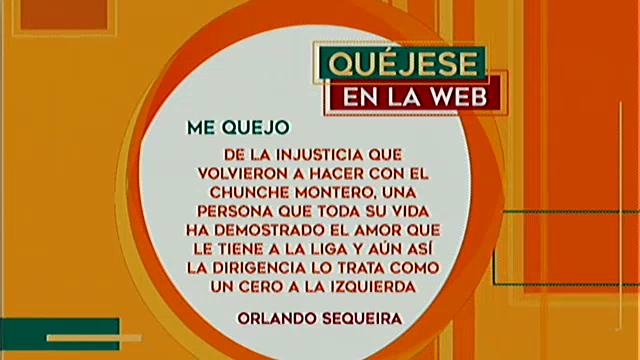 QUÉJESE
EN LA WEB
ME QUEJO
DE LA INJUSTICIA QUE
VOLVIERON A HACER CON EL
CHUNCHE MONTERO, UNA
PERSONA QUE TODA SU VIDA
HA DEMOSTRADO EL AMOR QUE
LE TIENE A LA LIGA Y AÚN ASÍ
LA DIRIGENCIA LO TRATA COMO
UN CERO A LA IZQUIERDA
ORLANDO SEQUEIRA